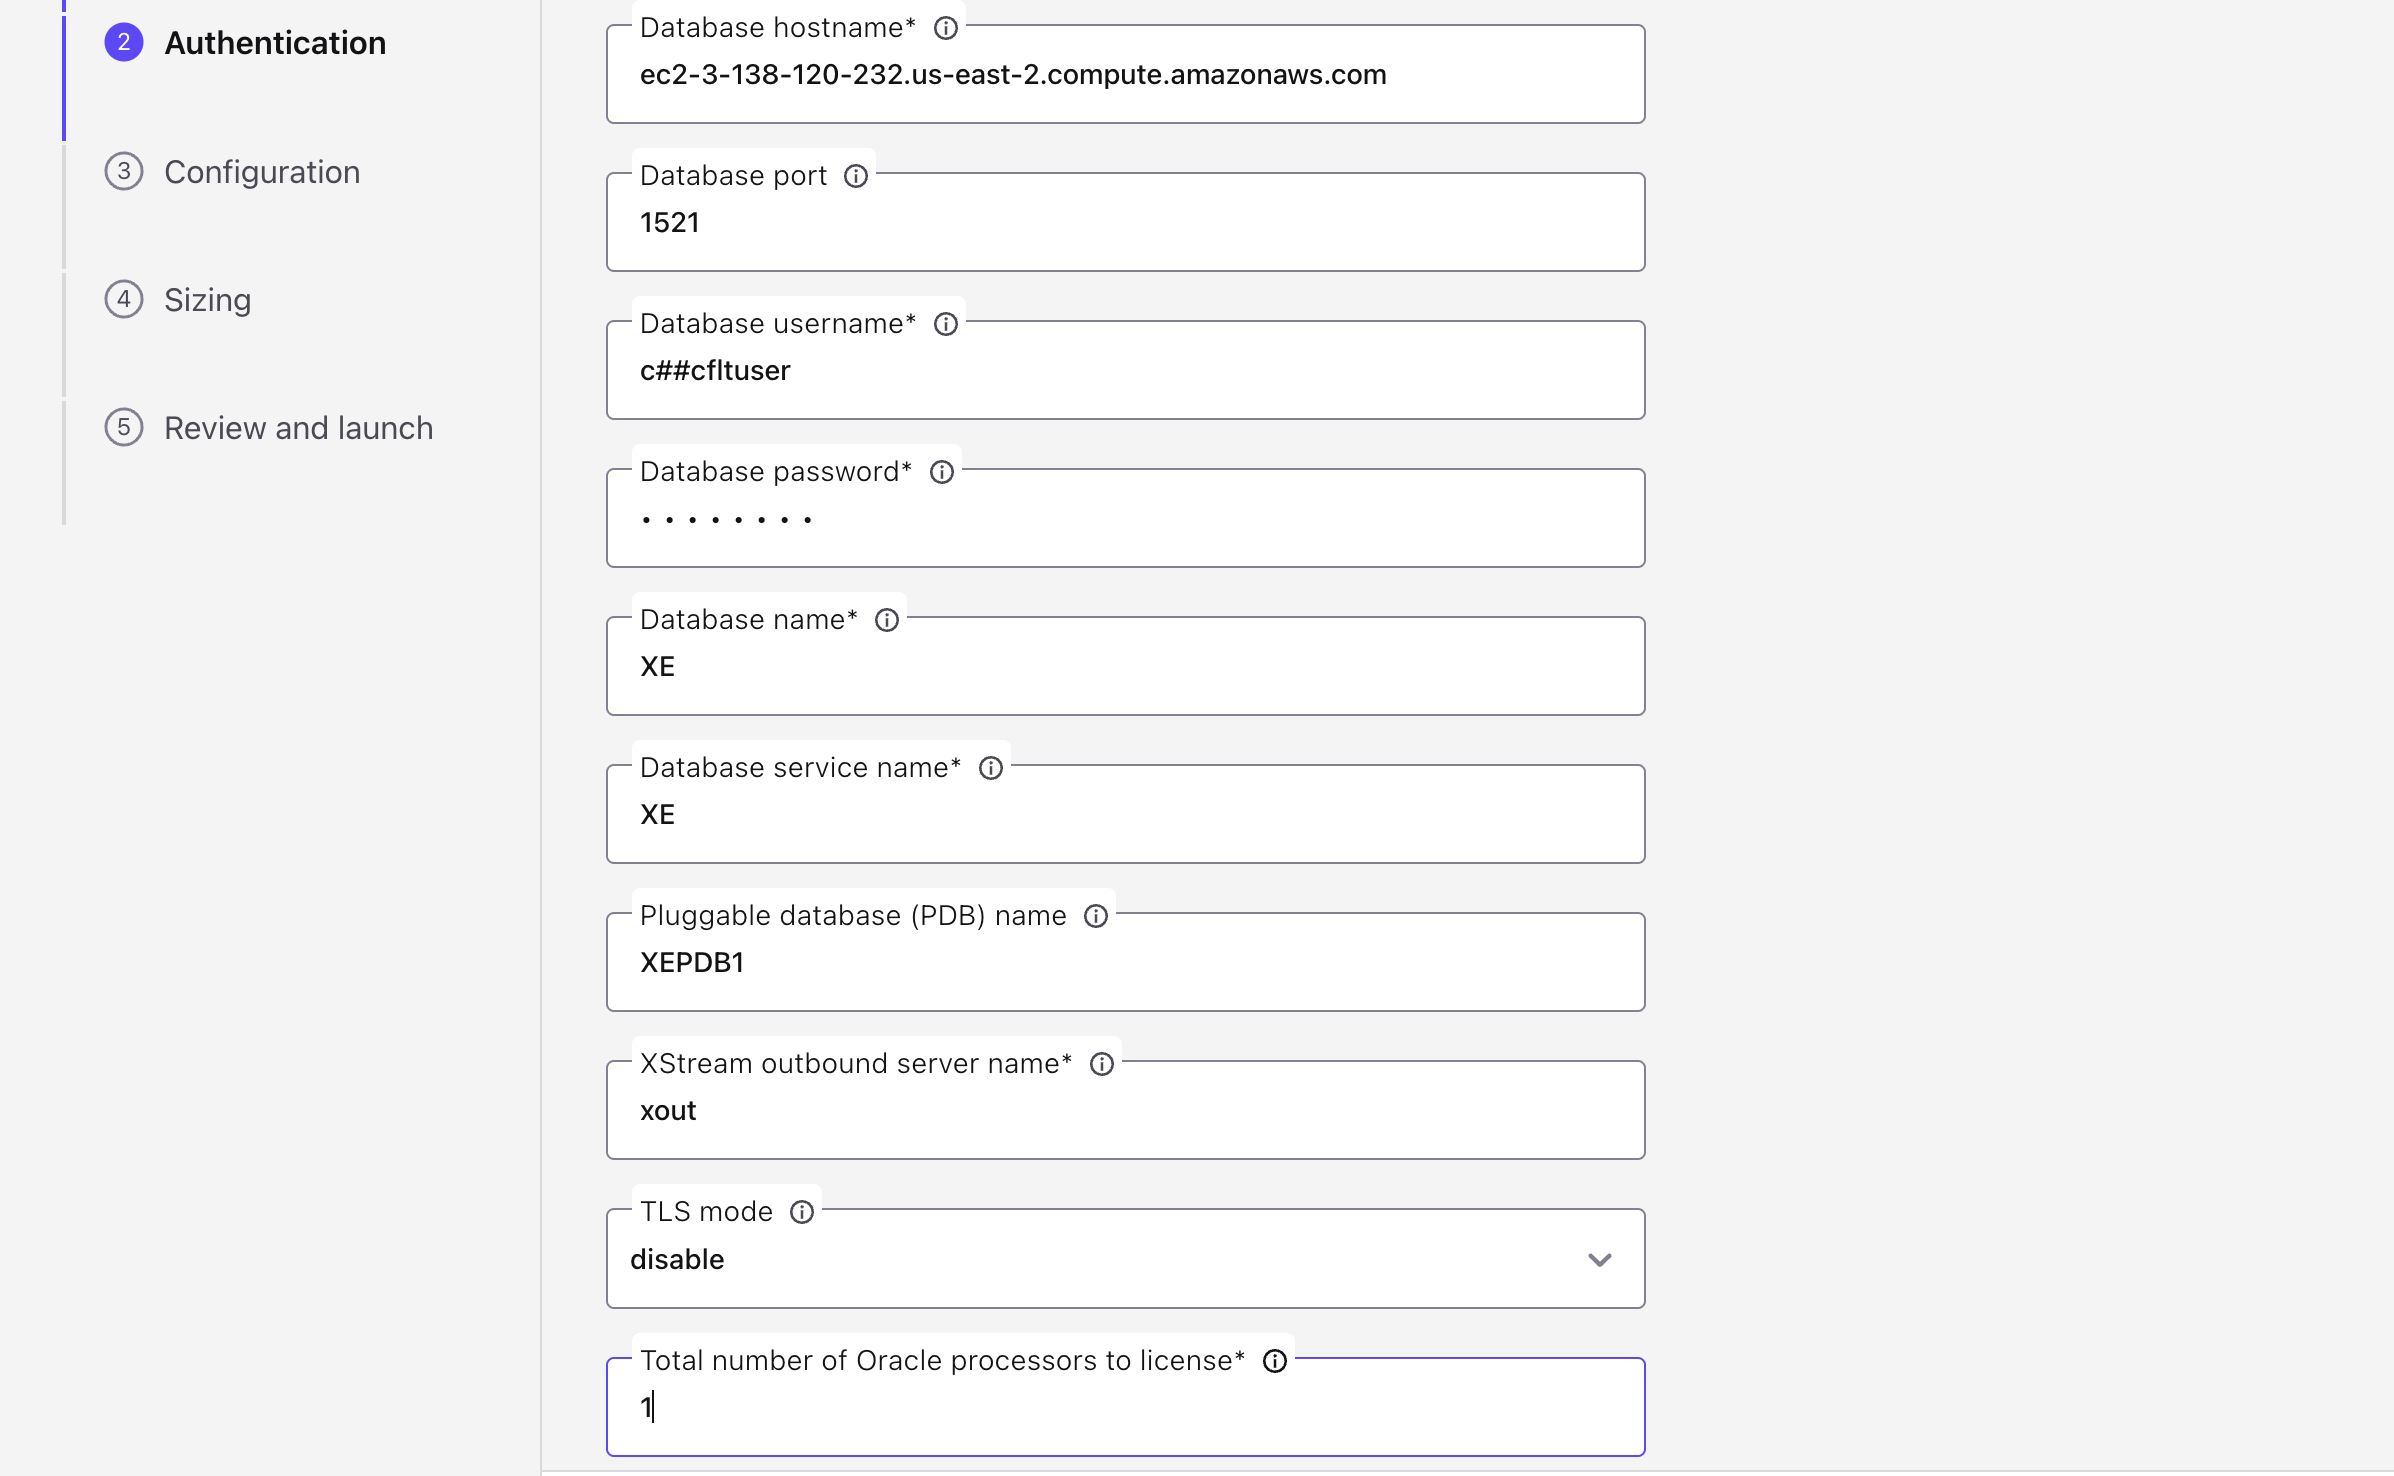 2 Authentication
3 Configuration
4 Sizing
5 Review and launch
Database hostname*
ec2-3-138-120-232.us-east-2.compute.amazonaws.com
Database port
1521
Database username*
c##cfltuser
Database password*
........
Database name*
XE
Database service name*
XE
Pluggable database (PDB) name
XEPDB1
XStream outbound server name*
xout
TLS mode
disable
Total number of Oracle processors to license*
1